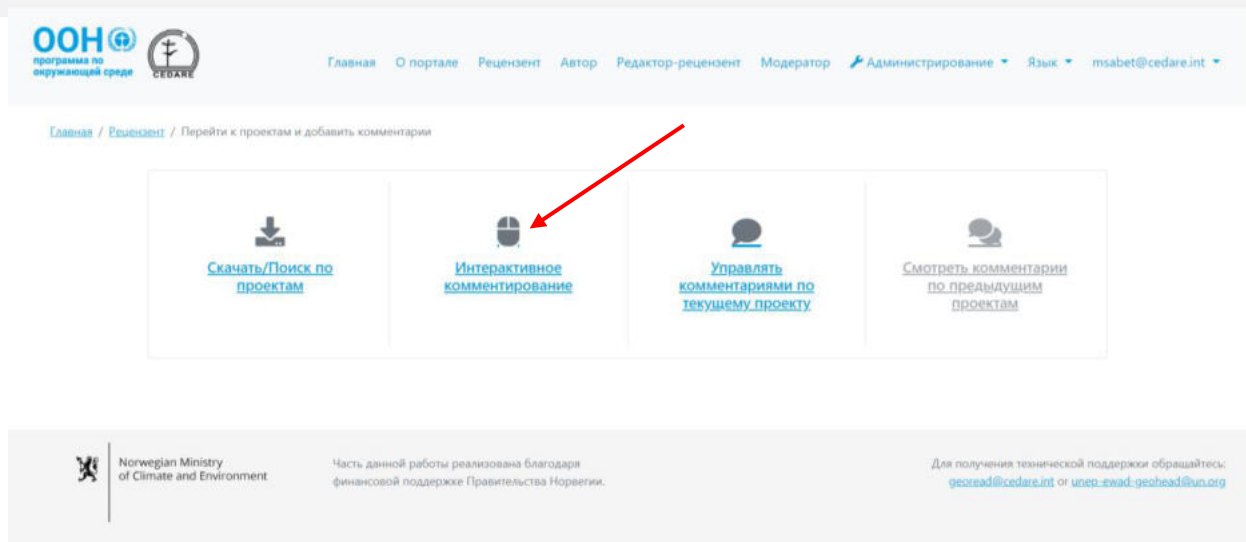 ООН
программа по
окружающей среде
CEDARE
Главная О портале Рецензент Автор Редактор-рецензент Модератор Администрирование Язык msabet@cedare.int
Главная / Рецензент / Перейти к проектам и добавить комментарии
Скачать/Поиск по
проектам
Интерактивное
комментирование
Управлять
комментариями по
текущему проекту
Смотреть комментарии
по предыдущим
проектам
Norwegian Ministry
of Climate and Environment
Часть данной работы реализована благодаря
финансовой поддержке Правительства Норвегии.
Для получения технической поддержки обращайтесь:
georead@cedare.int or unep-ewad-geohead@un.org